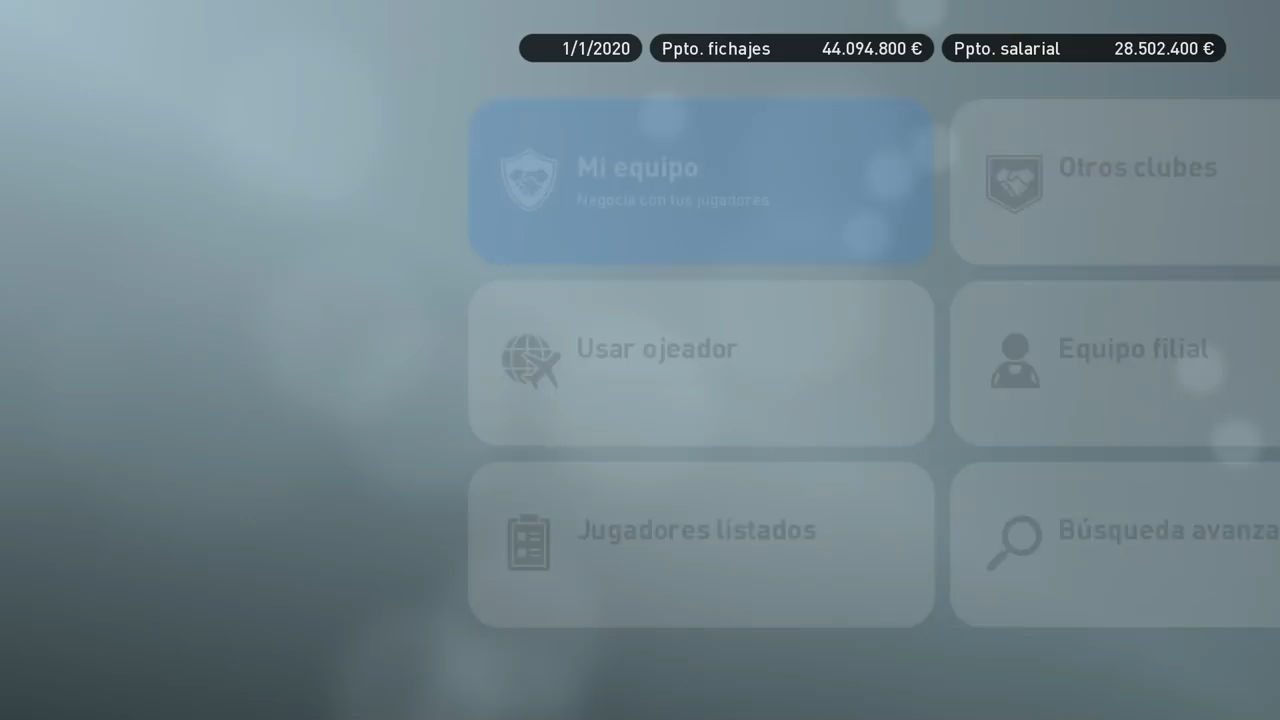 1/1/2020
Ppto. fichajes 44.094.800 €
Ppto. salarial 28.502.400 €
Mi equipo
Negocia con tus jugadores
Otros clubes
Usar ojeador
Equipo filial
Jugadores listados
Búsqueda avanza